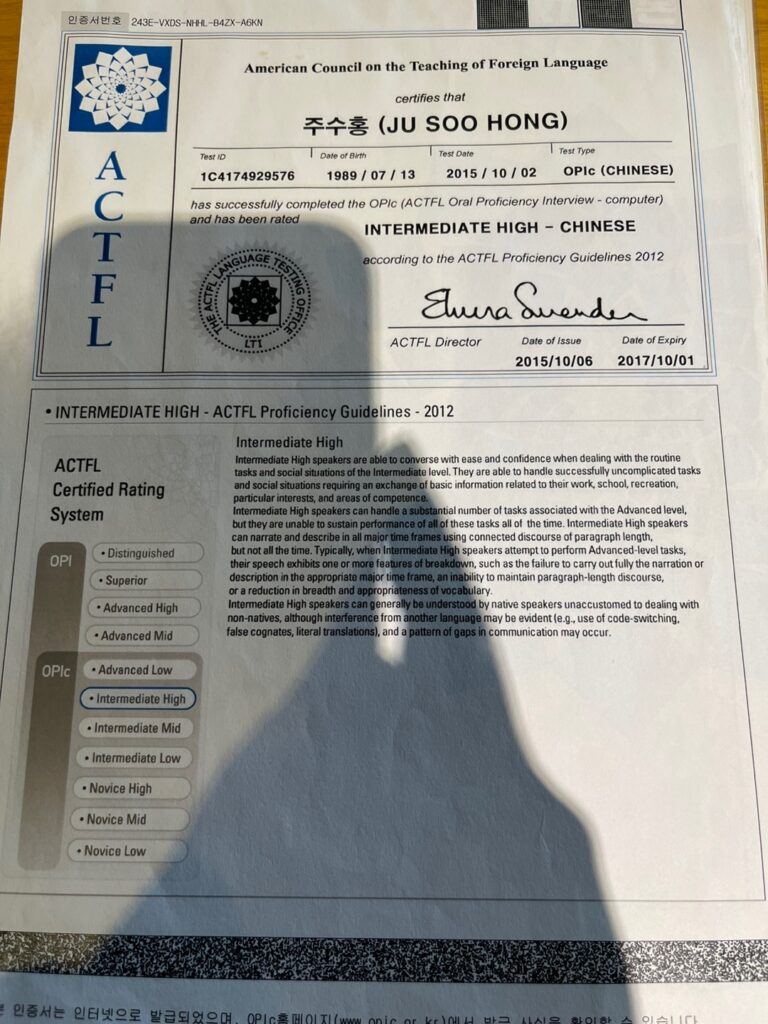 인증서번호 243E-VXDS-NHHL-B4ZX-A6KN
American Council on the Teaching of Foreign Language
certifies that
주수홍 (JU SOO HONG)
Test ID Date of Birth Test Date Test Type
1C4174929576 1989 / 07 / 13 2015 / 10 / 02 OPIc (CHINESE)
has successfully completed the OPIc (ACTFL Oral Proficiency Interview - computer)
and has been rated
INTERMEDIATE HIGH - CHINESE
according to the ACTFL Proficiency Guidelines 2012
ACTFL
THE ACTFL LANGUAGE TESTING OFFICE
LTI
Elvira Swender
ACTFL Director Date of Issue Date of Expiry
2015/10/06 2017/10/01
• INTERMEDIATE HIGH - ACTFL Proficiency Guidelines - 2012
ACTFL
Certified Rating
System
OPI
• Distinguished
• Superior
• Advanced High
• Advanced Mid
OPIc
• Advanced Low
• Intermediate High
• Intermediate Mid
• Intermediate Low
• Novice High
• Novice Mid
• Novice Low
Intermediate High
Intermediate High speakers are able to converse with ease and confidence when dealing with the routine
tasks and social situations of the Intermediate level. They are able to handle successfully uncomplicated tasks
and social situations requiring an exchange of basic information related to their work, school, recreation,
particular interests, and areas of competence.
Intermediate High speakers can handle a substantial number of tasks associated with the Advanced level,
but they are unable to sustain performance of all of these tasks all of the time. Intermediate High speakers
can narrate and describe in all major time frames using connected discourse of paragraph length,
but not all the time. Typically, when Intermediate High speakers attempt to perform Advanced-level tasks,
their speech exhibits one or more features of breakdown, such as the failure to carry out fully the narration or
description in the appropriate major time frame, an inability to maintain paragraph-length discourse,
or a reduction in breadth and appropriateness of vocabulary.
Intermediate High speakers can generally be understood by native speakers unaccustomed to dealing with
non-natives, although interference from another language may be evident (e.g., use of code-switching,
false cognates, literal translations), and a pattern of gaps in communication may occur.
본 인증서는 인터넷으로 발급되었으며, OPIc홈페이지(www.opic.or.kr)에서 발급 사실을 확인할 수 있습니다